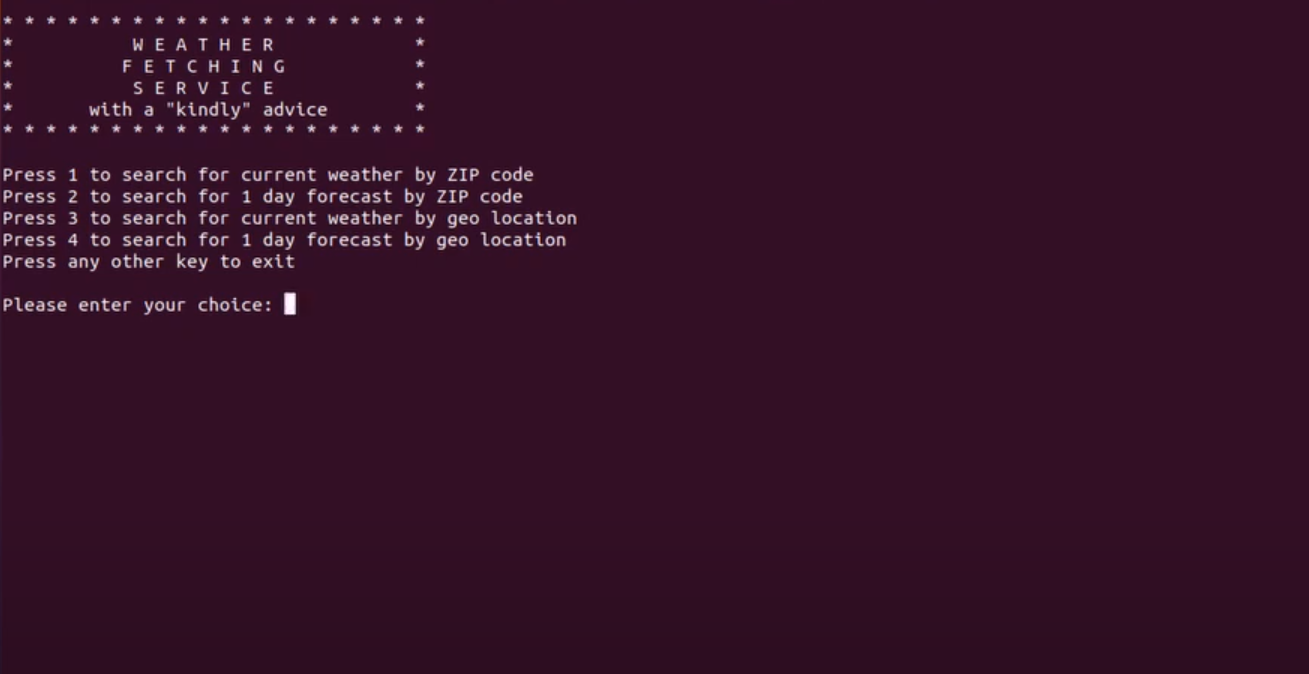 * * * * * * * * * * * * * * * * * * * *
* W E A T H E R *
* F E T C H I N G *
* S E R V I C E *
* with a "kindly" advice *
* * * * * * * * * * * * * * * * * * * *
Press 1 to search for current weather by ZIP code
Press 2 to search for 1 day forecast by ZIP code
Press 3 to search for current weather by geo location
Press 4 to search for 1 day forecast by geo location
Press any other key to exit
Please enter your choice: